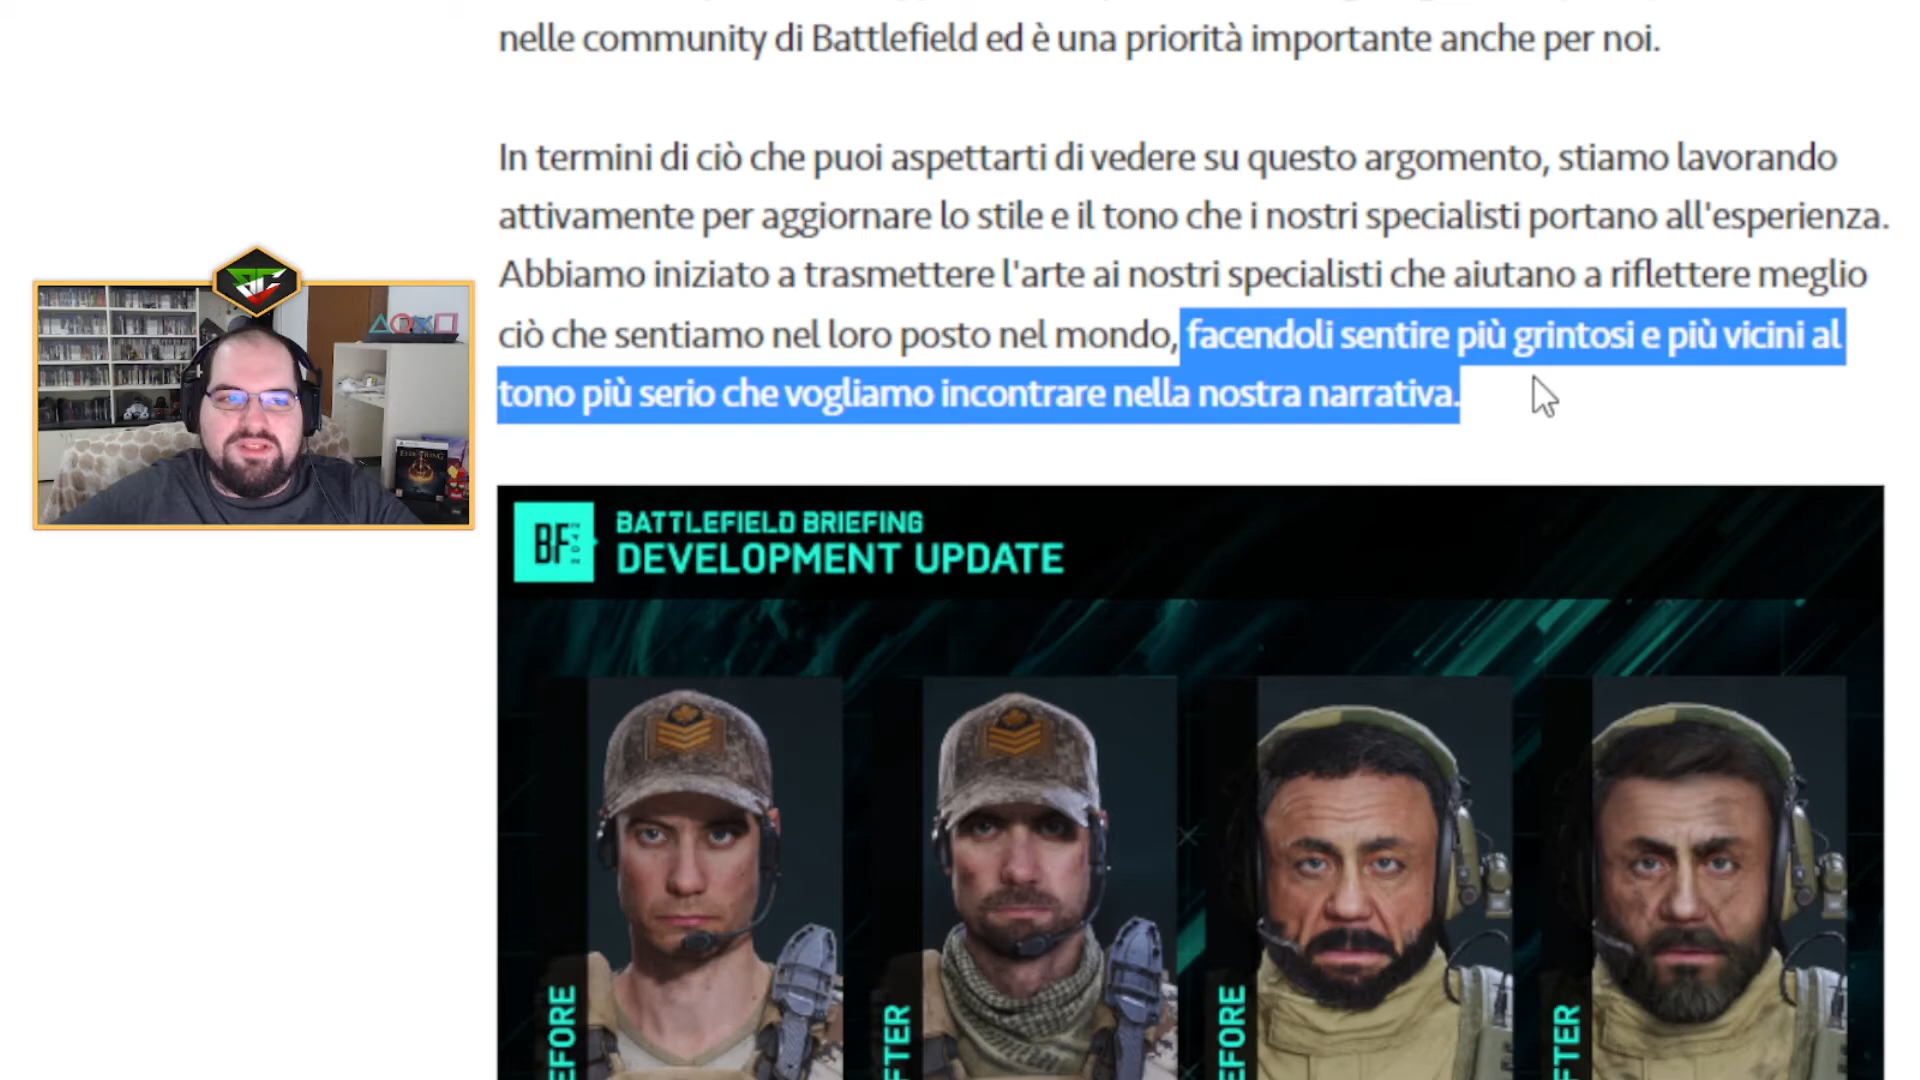 nelle community di Battlefield ed è una priorità importante anche per noi.
In termini di ciò che puoi aspettarti di vedere su questo argomento, stiamo lavorando
attivamente per aggiornare lo stile e il tono che i nostri specialisti portano all'esperienza.
Abbiamo iniziato a trasmettere l'arte ai nostri specialisti che aiutano a riflettere meglio
ciò che sentiamo nel loro posto nel mondo, facendoli sentire più grintosi e più vicini al
tono più serio che vogliamo incontrare nella nostra narrativa.
BF 2042
BATTLEFIELD BRIEFING
DEVELOPMENT UPDATE
EFORE
FTER
EFORE
FTER
ELDEN RING